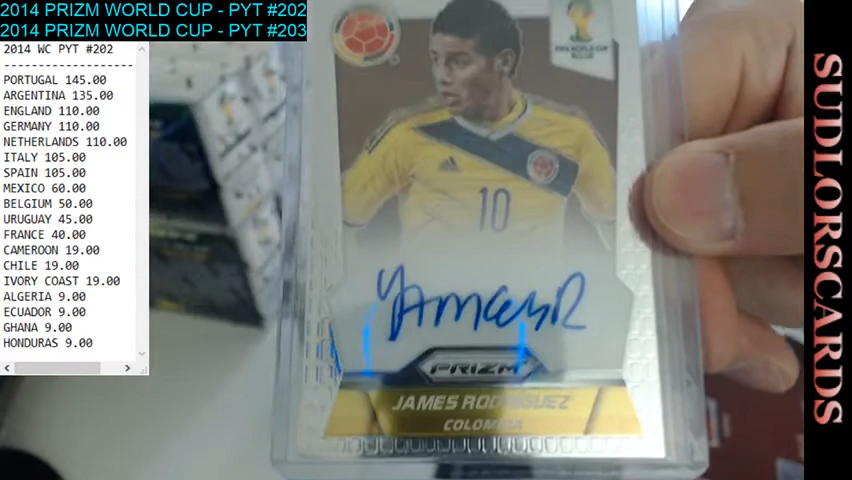 2014 PRIZM WORLD CUP - PYT #202
2014 PRIZM WORLD CUP - PYT #203
2014 WC PYT #202
-------------------
PORTUGAL 145.00
ARGENTINA 135.00
ENGLAND 110.00
GERMANY 110.00
NETHERLANDS 110.00
ITALY 105.00
SPAIN 105.00
MEXICO 60.00
BELGIUM 50.00
URUGUAY 45.00
FRANCE 40.00
CAMEROON 19.00
CHILE 19.00
IVORY COAST 19.00
ALGERIA 9.00
ECUADOR 9.00
GHANA 9.00
HONDURAS 9.00
FIFA WORLD CUP
10
PRIZM
JAMES RODRIGUEZ
COLOMBIA
SUDLORSCARDS